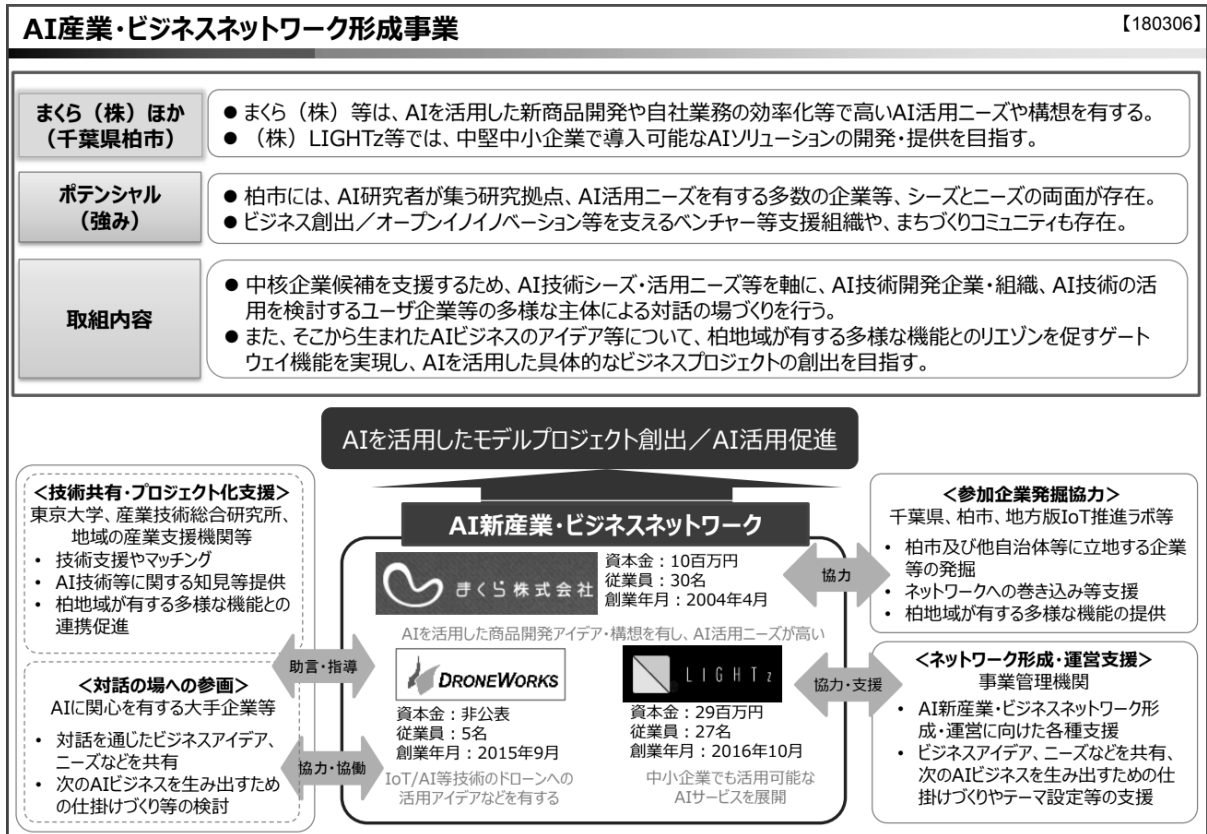 AI産業・ビジネスネットワーク形成事業
【180306】
まくら（株）ほか
（千葉県柏市）
● まくら（株）等は、AIを活用した新商品開発や自社業務の効率化等で高いAI活用ニーズや構想を有する。
● （株）LIGHTz等では、中堅中小企業で導入可能なAIソリューションの開発・提供を目指す。
ポテンシャル
（強み）
● 柏市には、AI研究者が集う研究拠点、AI活用ニーズを有する多数の企業等、シーズとニーズの両面が存在。
● ビジネス創出／オープンイノイノベーション等を支えるベンチャー等支援組織や、まちづくりコミュニティも存在。
取組内容
● 中核企業候補を支援するため、AI技術シーズ・活用ニーズ等を軸に、AI技術開発企業・組織、AI技術の活
用を検討するユーザ企業等の多様な主体による対話の場づくりを行う。
● また、そこから生まれたAIビジネスのアイデア等について、柏地域が有する多様な機能とのリエゾンを促すゲート
ウェイ機能を実現し、AIを活用した具体的なビジネスプロジェクトの創出を目指す。
AIを活用したモデルプロジェクト創出／AI活用促進
＜技術共有・プロジェクト化支援＞
東京大学、産業技術総合研究所、
地域の産業支援機関等
• 技術支援やマッチング
• AI技術等に関する知見等提供
• 柏地域が有する多様な機能との
連携促進
助言・指導
＜対話の場への参画＞
AIに関心を有する大手企業等
• 対話を通じたビジネスアイデア、
ニーズなどを共有
• 次のAIビジネスを生み出すため
の仕掛けづくり等の検討
協力・協働
AI新産業・ビジネスネットワーク
まくら株式会社
資本金：10百万円
従業員：30名
創業年月：2004年4月
AIを活用した商品開発アイデア・構想を有し、AI活用ニーズが高い
DRONEWORKS
資本金：非公表
従業員：5名
創業年月：2015年9月
IoT/AI等技術のドローンへの
活用アイデアなどを有する
LIGHTz
資本金：29百万円
従業員：27名
創業年月：2016年10月
中小企業でも活用可能な
AIサービスを展開
協力
＜参加企業発掘協力＞
千葉県、柏市、地方版IoT推進ラボ等
• 柏市及び他自治体等に立地する企業
等の発掘
• ネットワークへの巻き込み等支援
• 柏地域が有する多様な機能の提供
協力・支援
＜ネットワーク形成・運営支援＞
事業管理機関
• AI新産業・ビジネスネットワーク形
成・運営に向けた各種支援
• ビジネスアイデア、ニーズなどを共有、
次のAIビジネスを生み出すための仕
掛けづくりやテーマ設定等の支援